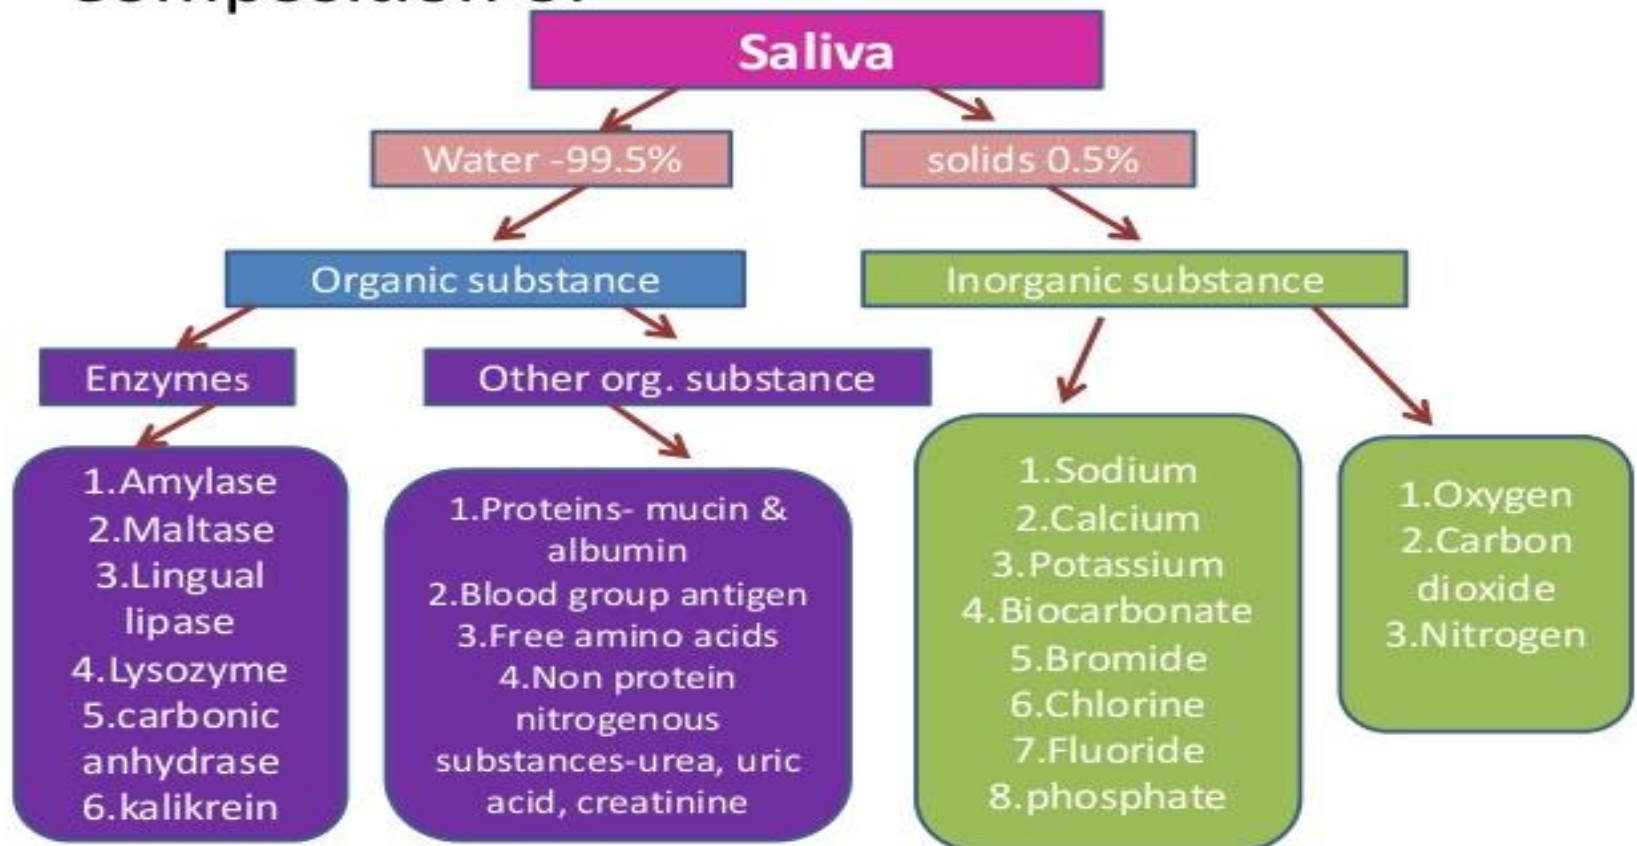 Saliva
Water -99.5%
solids 0.5%
Organic substance
Inorganic substance
Enzymes
Other org. substance
1.Amylase
2.Maltase
3.Lingual
lipase
4.Lysozyme
5.carbonic
anhydrase
6.kalikrein
1.Proteins- mucin &
albumin
2.Blood group antigen
3.Free amino acids
4.Non protein
nitrogenous
substances-urea, uric
acid, creatinine
1.Sodium
2.Calcium
3.Potassium
4.Biocarbonate
5.Bromide
6.Chlorine
7.Fluoride
8.phosphate
1.Oxygen
2.Carbon
dioxide
3.Nitrogen